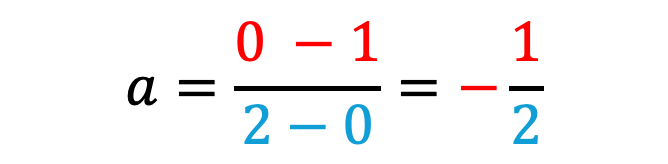 a = (0 − 1)/(2 − 0) = −1/2